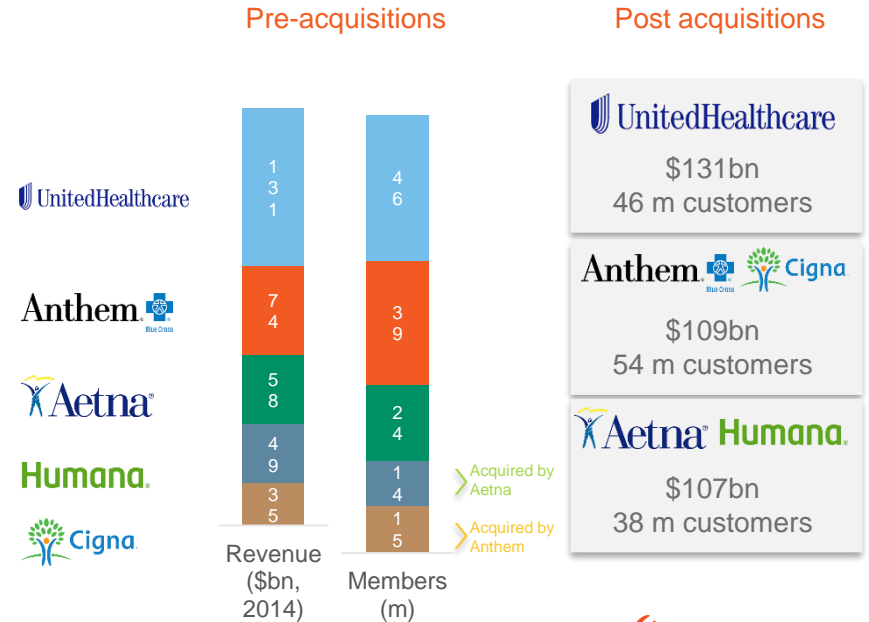 Pre-acquisitions
Post acquisitions
UnitedHealthcare
Anthem®
Blue Cross
Aetna®
Humana®
Cigna
1
3
1
7
4
5
8
4
9
3
5
Revenue
($bn,
2014)
4
6
3
9
2
4
1
4
1
5
Members
(m)
Acquired by
Aetna
Acquired by
Anthem
UnitedHealthcare
$131bn
46 m customers
Anthem® Blue Cross Cigna
$109bn
54 m customers
Aetna® Humana®
$107bn
38 m customers